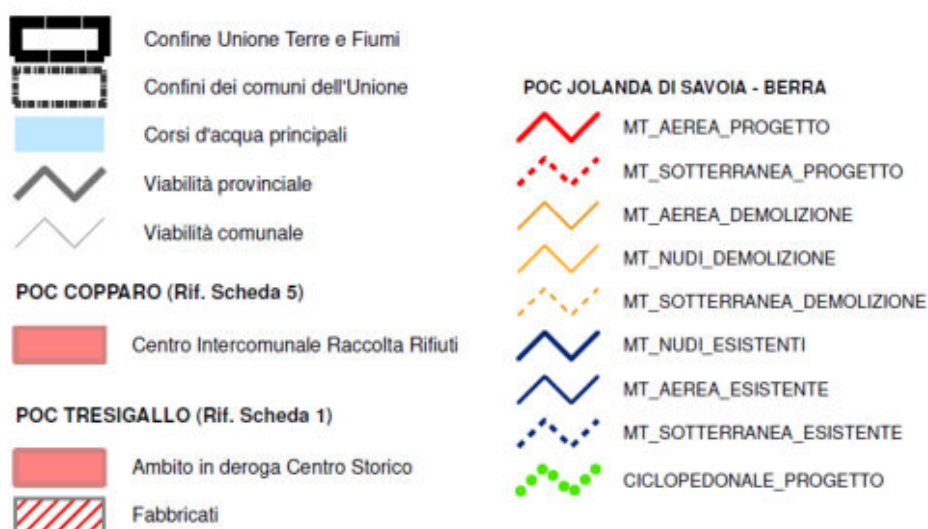 Confine Unione Terre e Fiumi
Confini dei comuni dell'Unione
Corsi d'acqua principali
Viabilità provinciale
Viabilità comunale
POC COPPARO (Rif. Scheda 5)
Centro Intercomunale Raccolta Rifiuti
POC TRESIGALLO (Rif. Scheda 1)
Ambito in deroga Centro Storico
Fabbricati
POC JOLANDA DI SAVOIA - BERRA
MT_AEREA_PROGETTO
MT_SOTTERRANEA_PROGETTO
MT_AEREA_DEMOLIZIONE
MT_NUDI_DEMOLIZIONE
MT_SOTTERRANEA_DEMOLIZIONE
MT_NUDI_ESISTENTI
MT_AEREA_ESISTENTE
MT_SOTTERRANEA_ESISTENTE
CICLOPEDONALE_PROGETTO